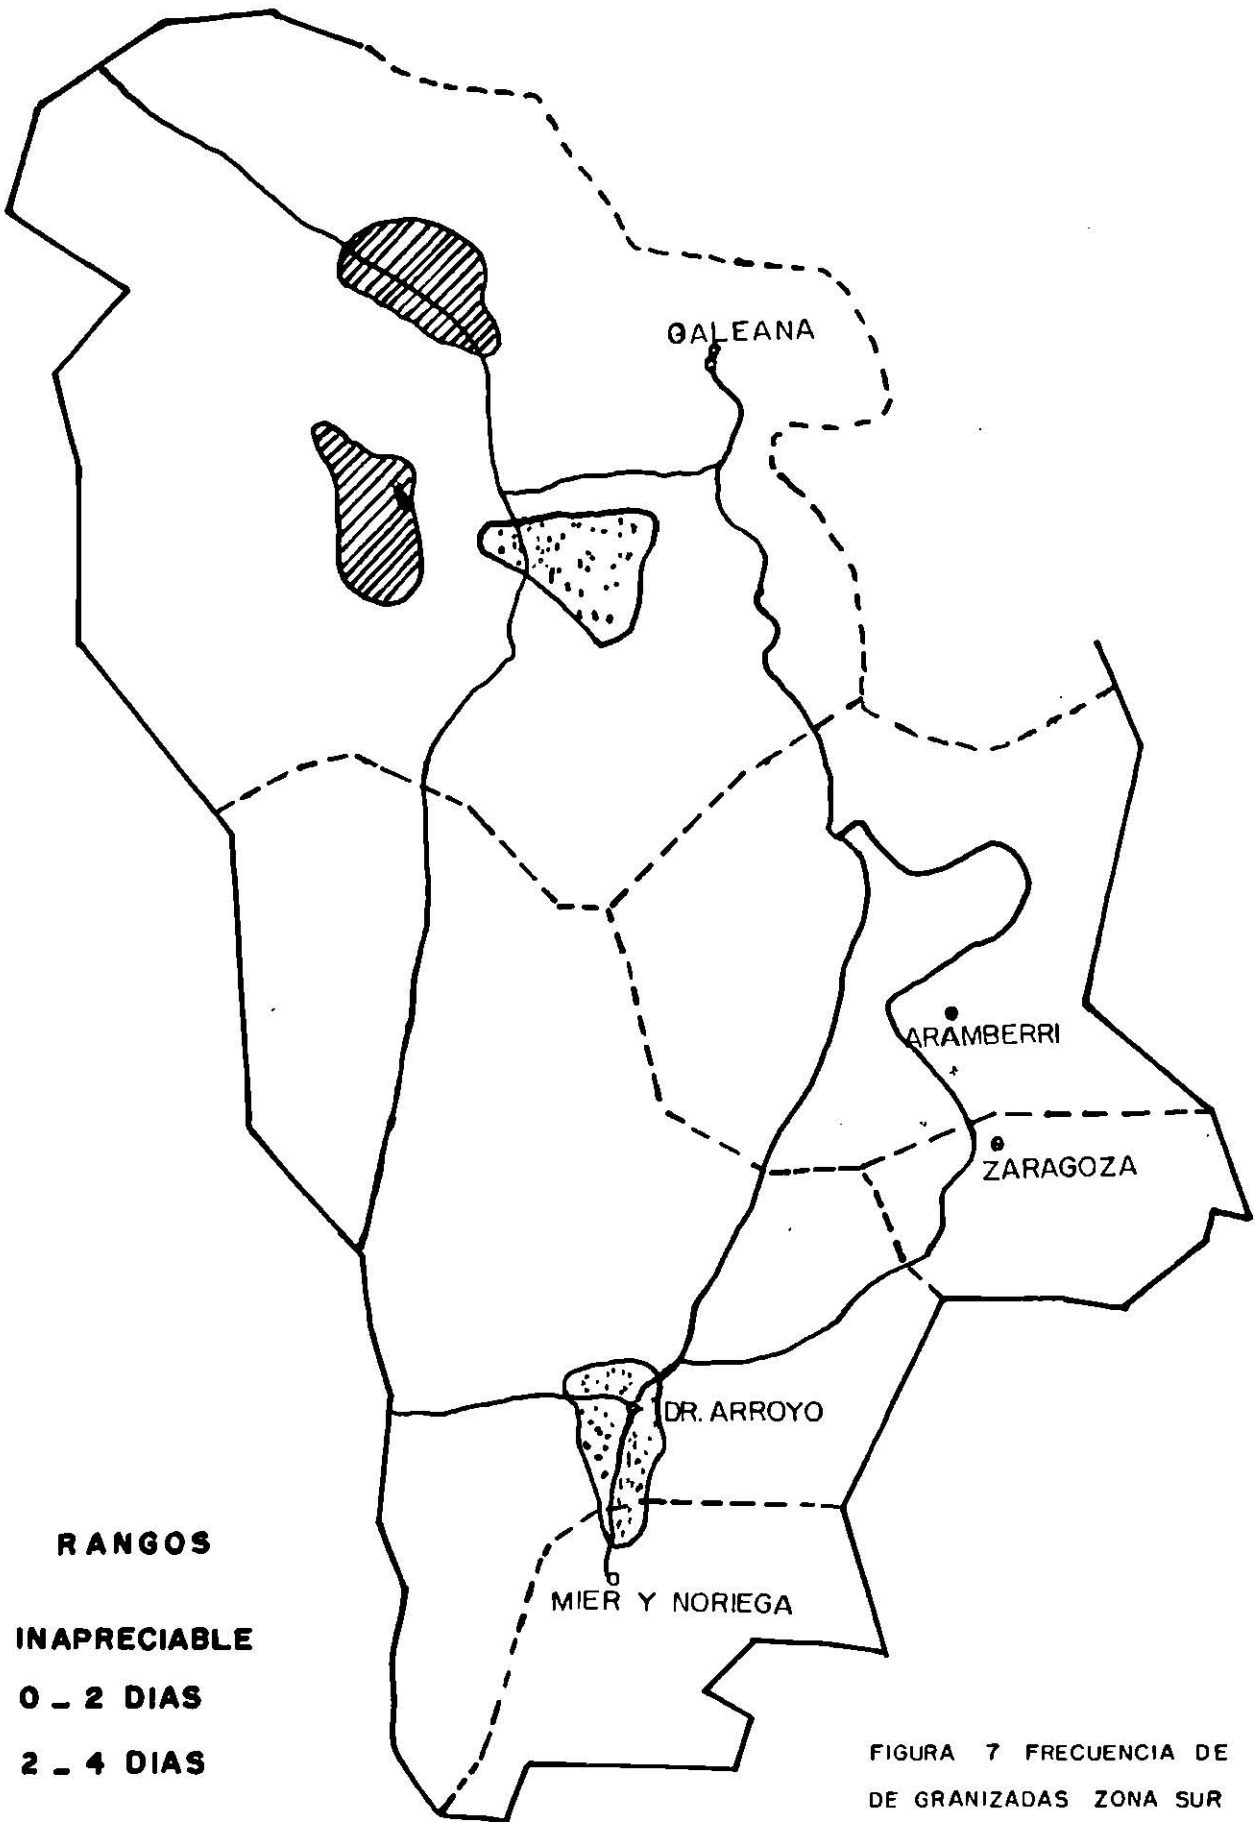 GALEANA
ARAMBERRI
ZARAGOZA
DR. ARROYO
MIER Y NORIEGA
RANGOS
INAPRECIABLE
0 - 2 DIAS
2 - 4 DIAS
FIGURA 7 FRECUENCIA DE
DE GRANIZADAS ZONA SUR